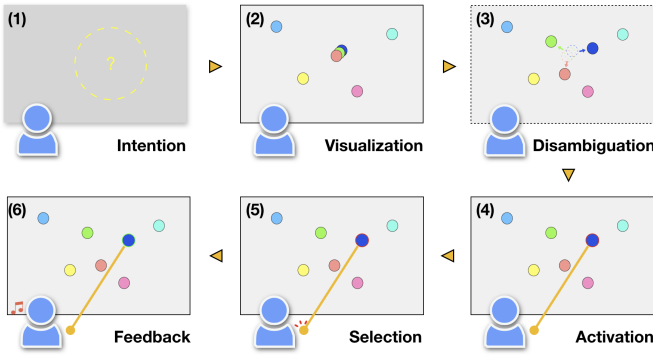 (1)
?
Intention
(2)
Visualization
(3)
Disambiguation
(4)
Activation
(5)
Selection
(6)
Feedback